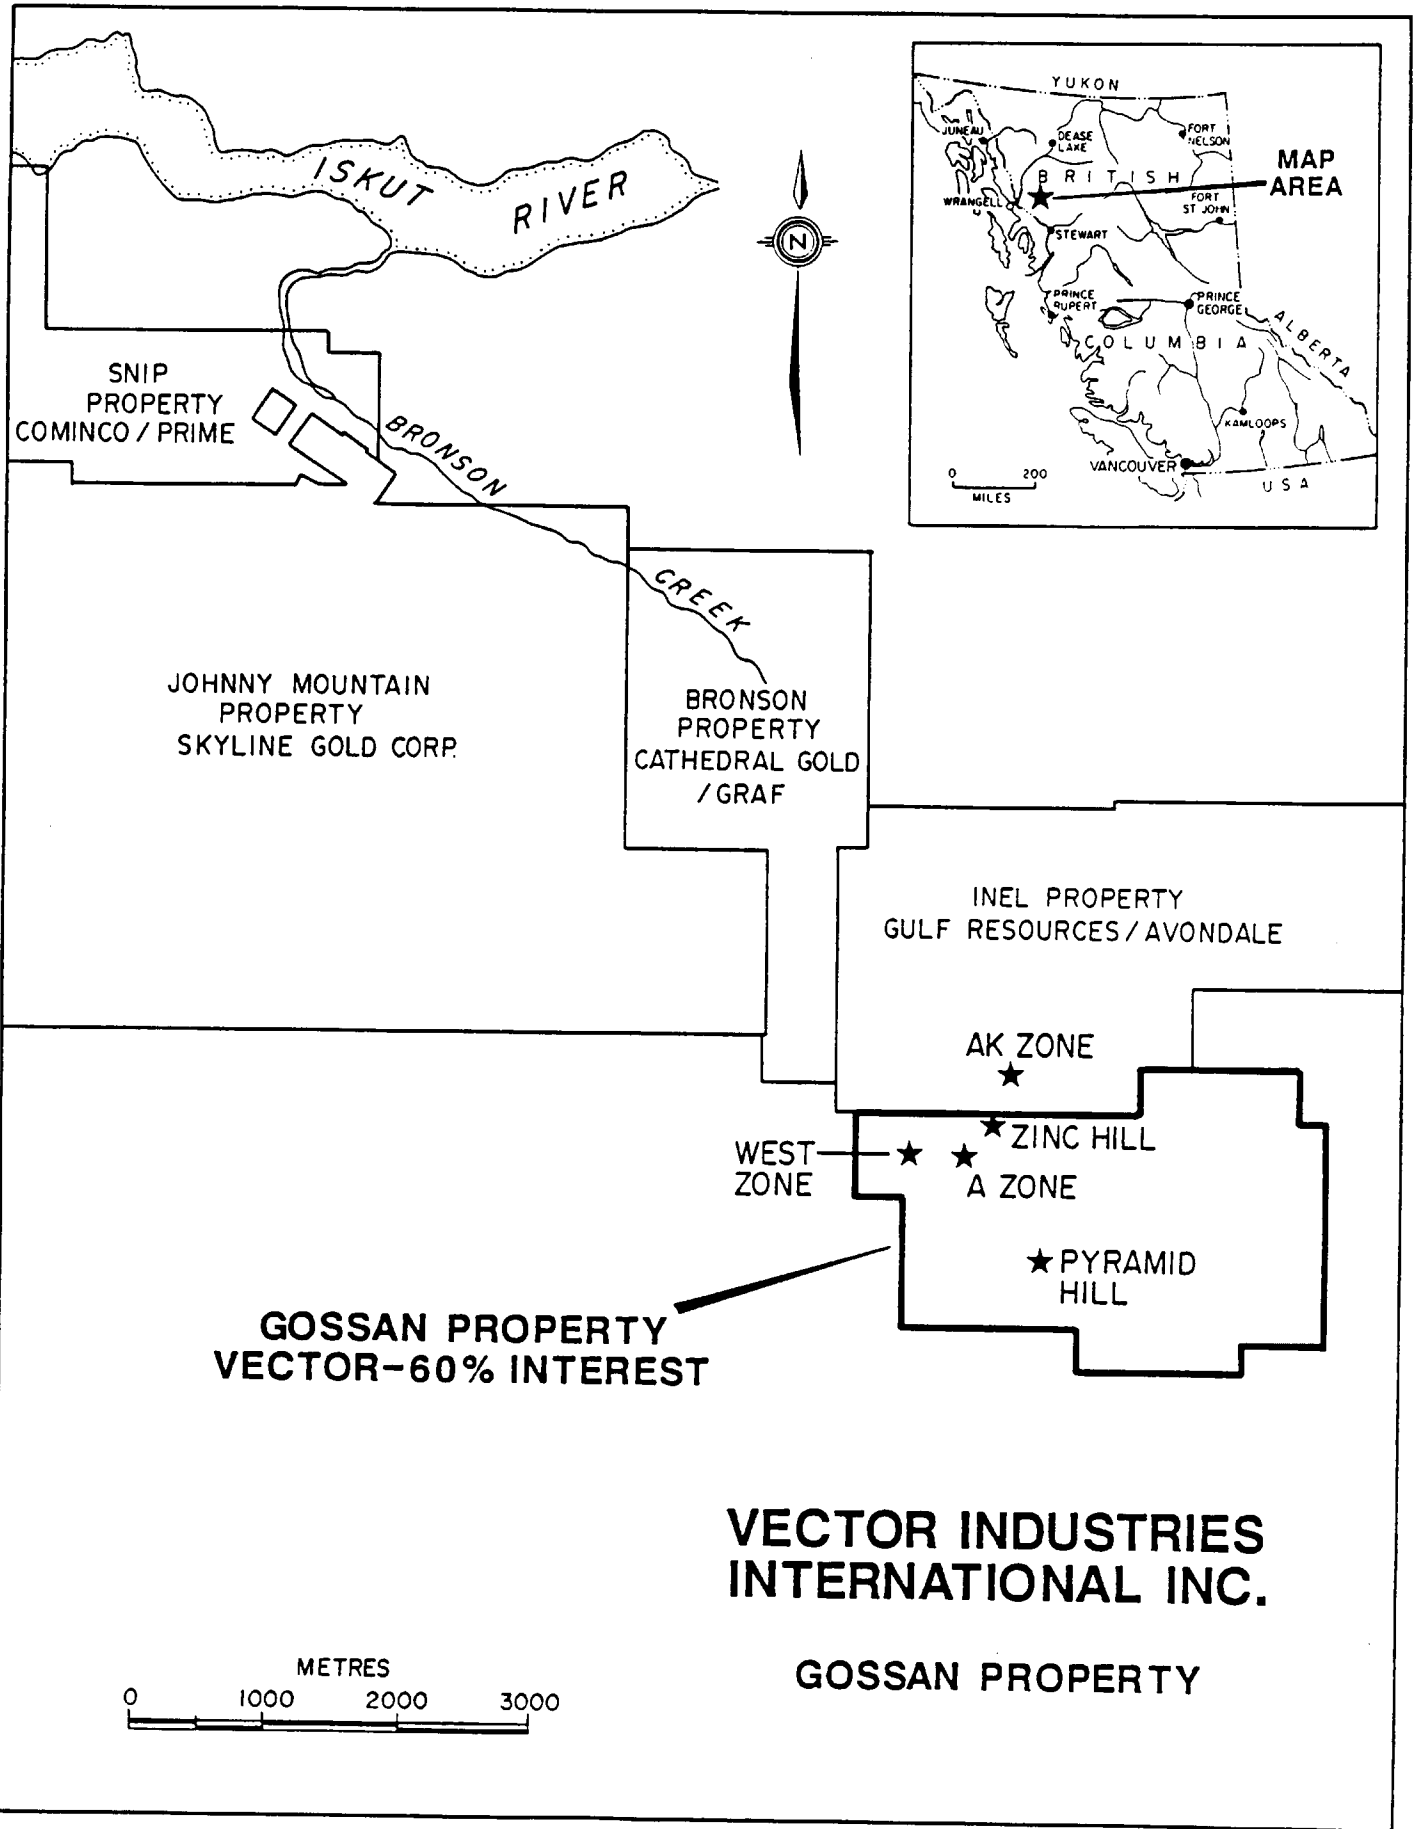 YUKON
JUNEAU
DEASE
LAKE
FORT
NELSON
BRITISH
MAP
AREA
WRANGELL
FORT
ST JOHN
STEWART
PRINCE
RUPERT
PRINCE
GEORGE
ALBERTA
COLUMBIA
KAMLOOPS
VANCOUVER
USA
0 200
MILES
ISKUT RIVER
N
SNIP
PROPERTY
COMINCO / PRIME
BRONSON CREEK
JOHNNY MOUNTAIN
PROPERTY
SKYLINE GOLD CORP.
BRONSON
PROPERTY
CATHEDRAL GOLD
/ GRAF
INEL PROPERTY
GULF RESOURCES / AVONDALE
AK ZONE
ZINC HILL
WEST
ZONE
A ZONE
PYRAMID
HILL
GOSSAN PROPERTY
VECTOR-60% INTEREST
VECTOR INDUSTRIES
INTERNATIONAL INC.
GOSSAN PROPERTY
METRES
0 1000 2000 3000